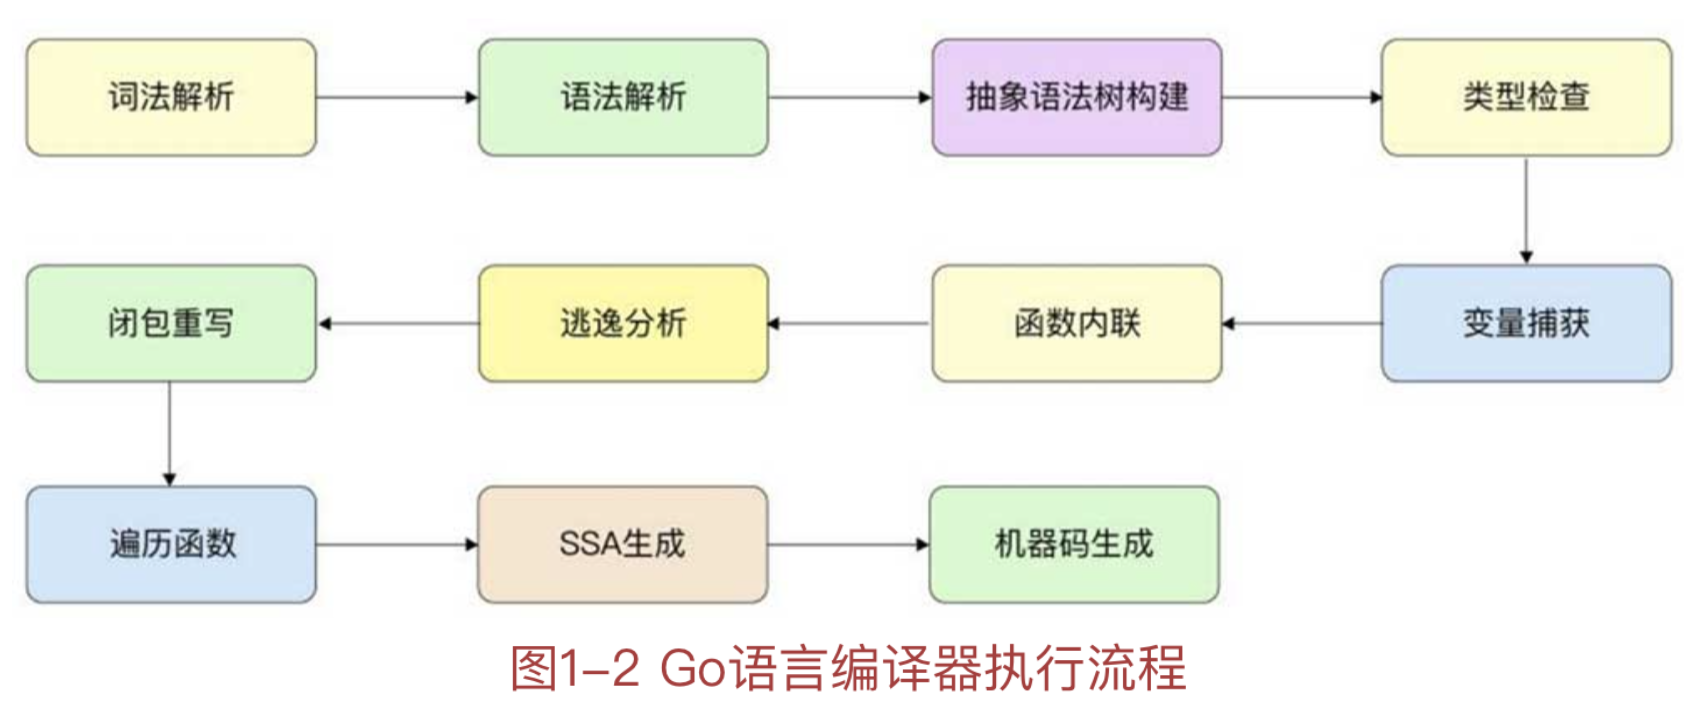 词法解析
语法解析
抽象语法树构建
类型检查
变量捕获
函数内联
逃逸分析
闭包重写
遍历函数
SSA生成
机器码生成
图1-2 Go语言编译器执行流程